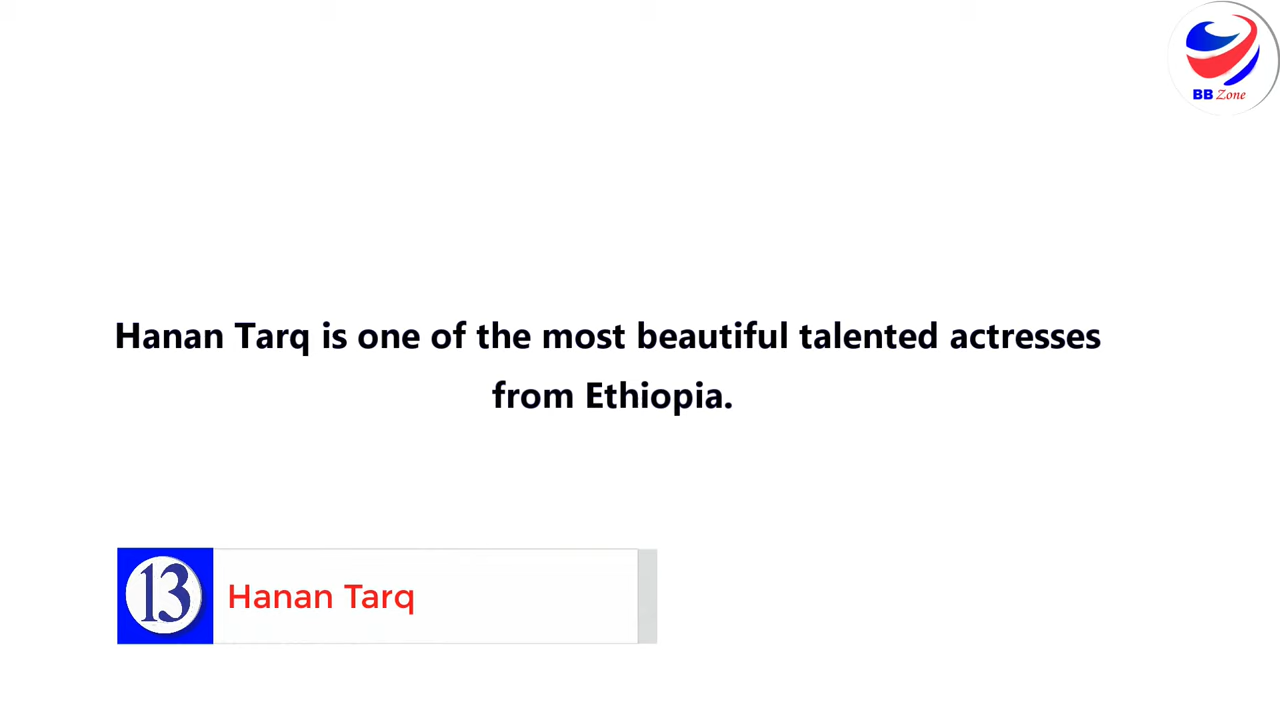 BB Zone
Hanan Tarq is one of the most beautiful talented actresses
from Ethiopia.
13 Hanan Tarq